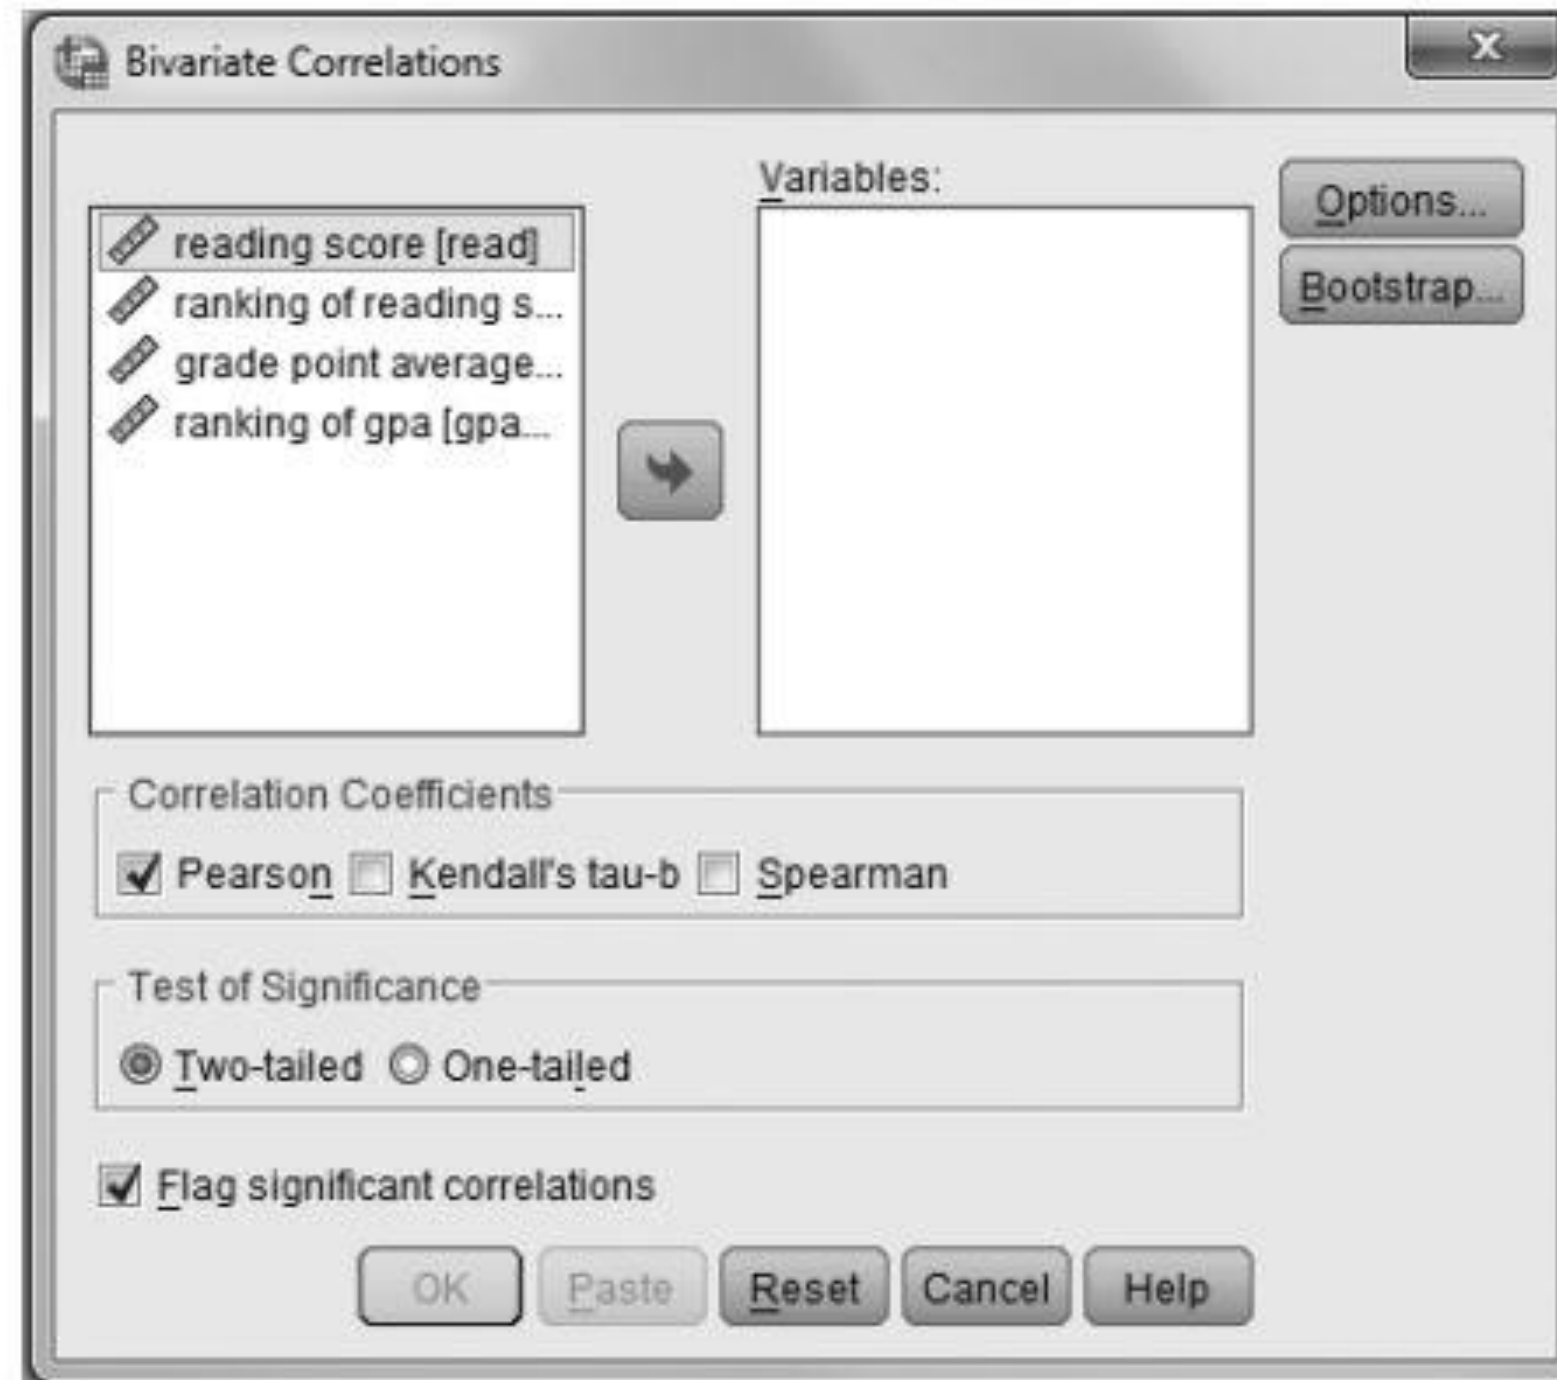 Bivariate Correlations
X
Variables:
reading score [read]
ranking of reading s...
grade point average...
ranking of gpa [gpa...
Options...
Bootstrap...
Correlation Coefficients
Pearson Kendall's tau-b Spearman
Test of Significance
Two-tailed One-tailed
Flag significant correlations
OK Paste Reset Cancel Help